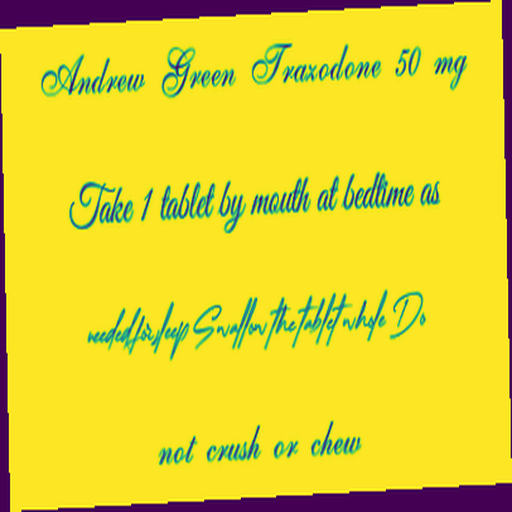 Andrew Green Trazodone 50 mg
Take 1 tablet by mouth at bedtime as
needed for sleep Swallow the tablet whole Do
not crush or chew